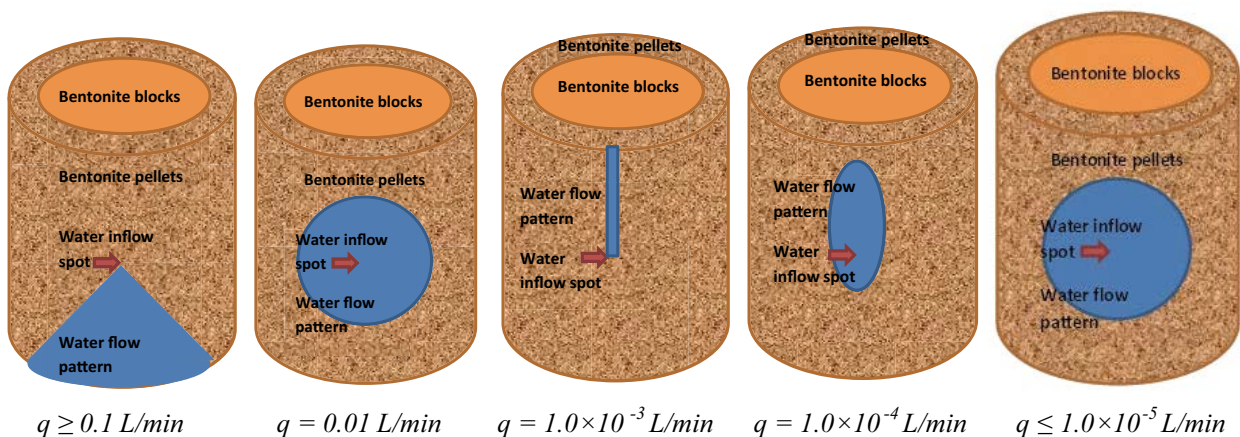 Bentonite blocks
Bentonite pellets
Water inflow
spot
Water flow
pattern
q ≥ 0.1 L/min
Bentonite blocks
Bentonite pellets
Water inflow
spot
Water flow
pattern
q = 0.01 L/min
Bentonite pellets
Bentonite blocks
Water flow
pattern
Water
inflow spot
q = 1.0×10⁻³ L/min
Bentonite pellets
Bentonite blocks
Water flow
pattern
Water
inflow spot
q = 1.0×10⁻⁴ L/min
Bentonite blocks
Bentonite pellets
Water inflow
spot
Water flow
pattern
q ≤ 1.0×10⁻⁵ L/min